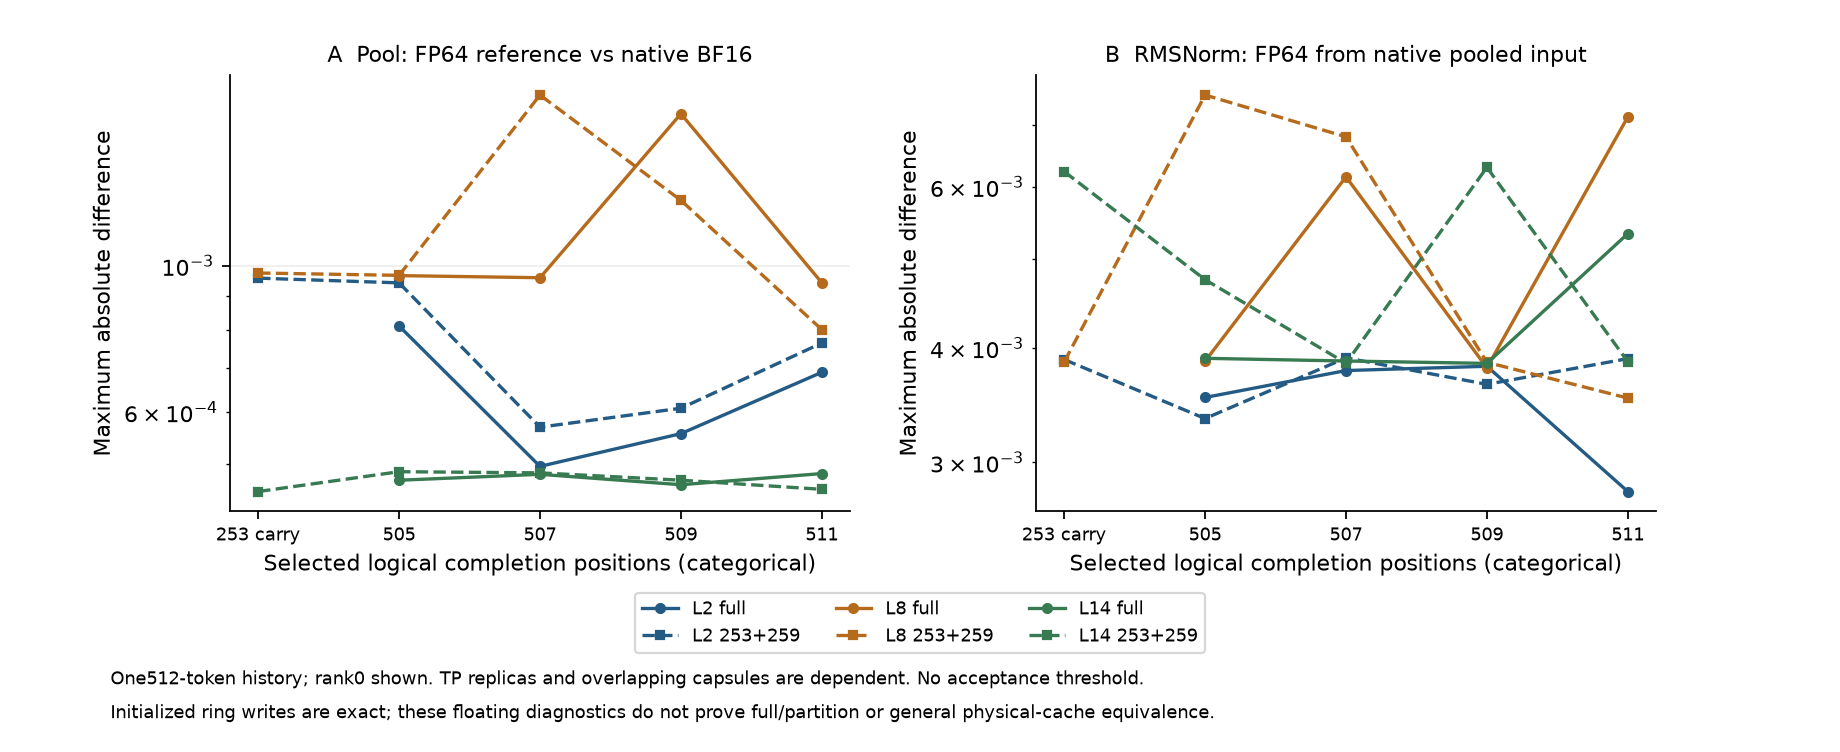 A  Pool: FP64 reference vs native BF16
Maximum absolute difference
10⁻³
6 × 10⁻⁴
253 carry 505 507 509 511
Selected logical completion positions (categorical)
B  RMSNorm: FP64 from native pooled input
Maximum absolute difference
6 × 10⁻³
4 × 10⁻³
3 × 10⁻³
253 carry 505 507 509 511
Selected logical completion positions (categorical)
L2 full L8 full L14 full
L2 253+259 L8 253+259 L14 253+259
One512-token history; rank0 shown. TP replicas and overlapping capsules are dependent. No acceptance threshold.
Initialized ring writes are exact; these floating diagnostics do not prove full/partition or general physical-cache equivalence.